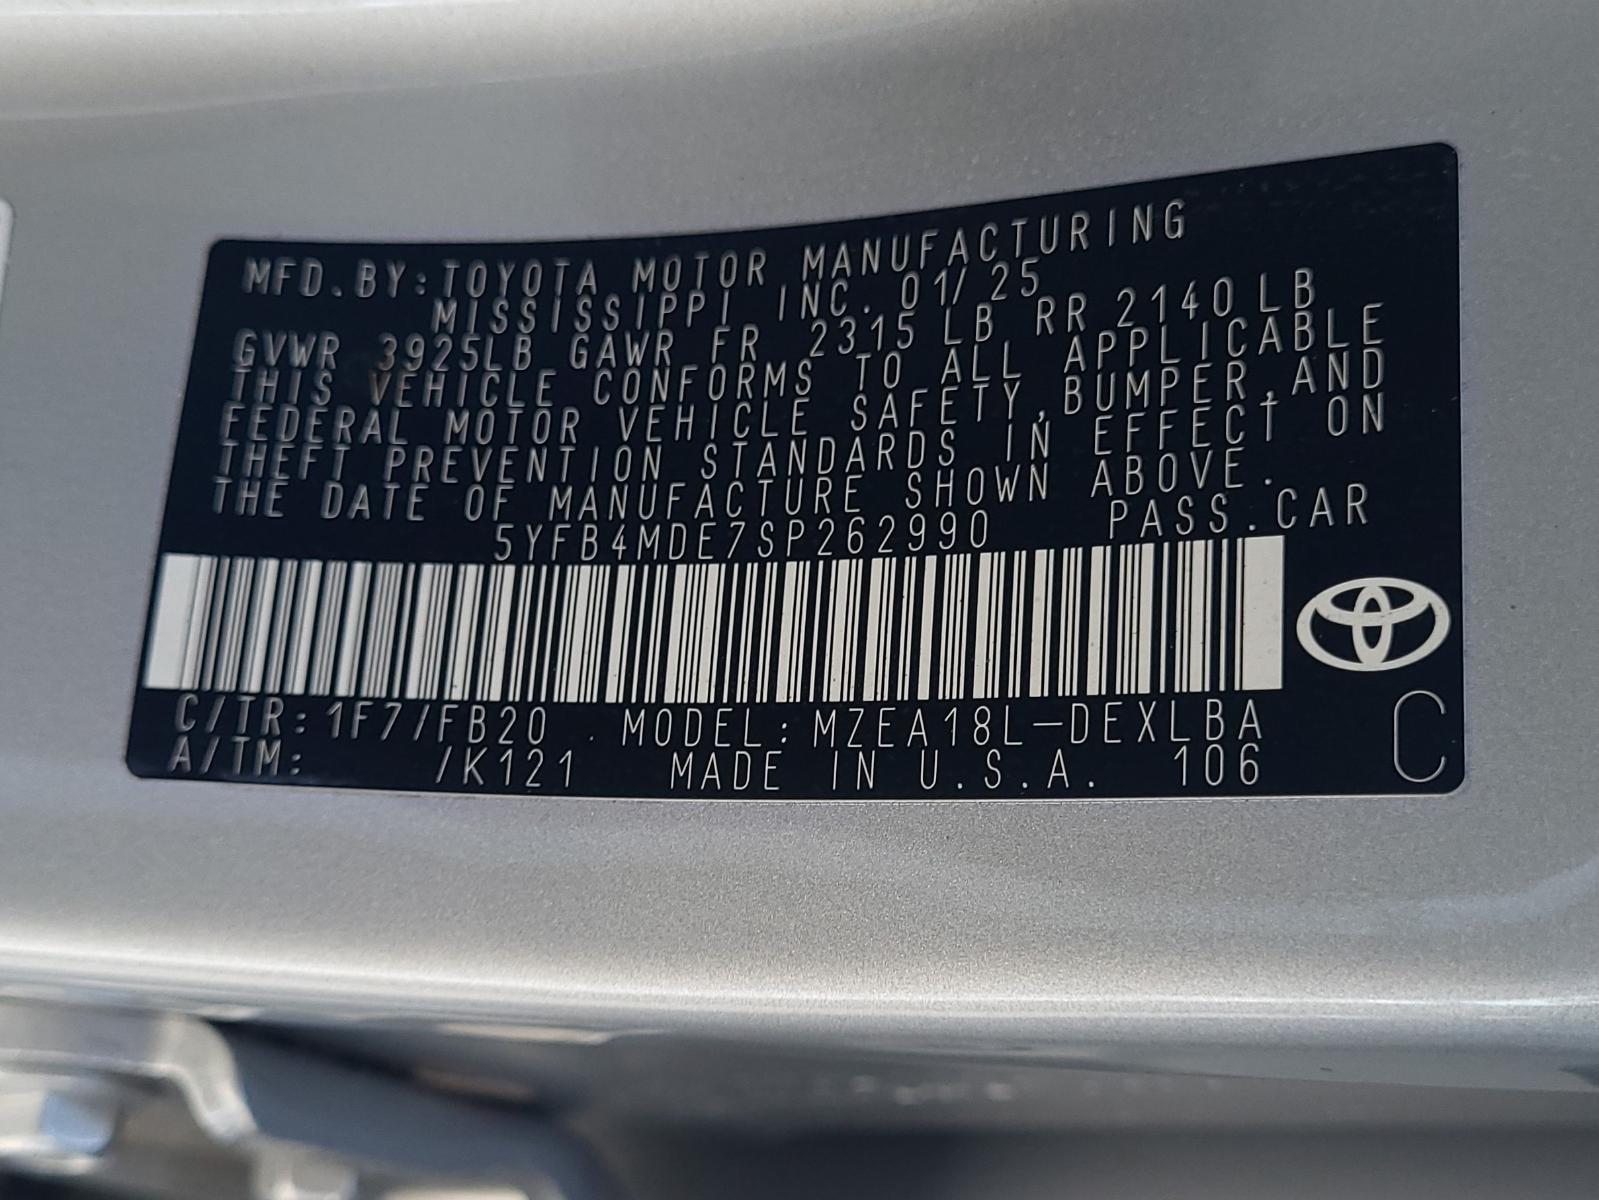 MFD.BY:TOYOTA MOTOR MANUFACTURING
MISSISSIPPI INC. 01/25
GVWR 3925LB GAWR FR 2315 LB RR 2140 LB
THIS VEHICLE CONFORMS TO ALL APPLICABLE
FEDERAL MOTOR VEHICLE SAFETY,BUMPER,AND
THEFT PREVENTION STANDARDS IN EFFECT ON
THE DATE OF MANUFACTURE SHOWN ABOVE.
5YFB4MDE7SP262990 PASS.CAR
C/TR:1F7/FB20 MODEL:MZEA18L-DEXLBA
A/TM: /K121 MADE IN U.S.A. 106
C